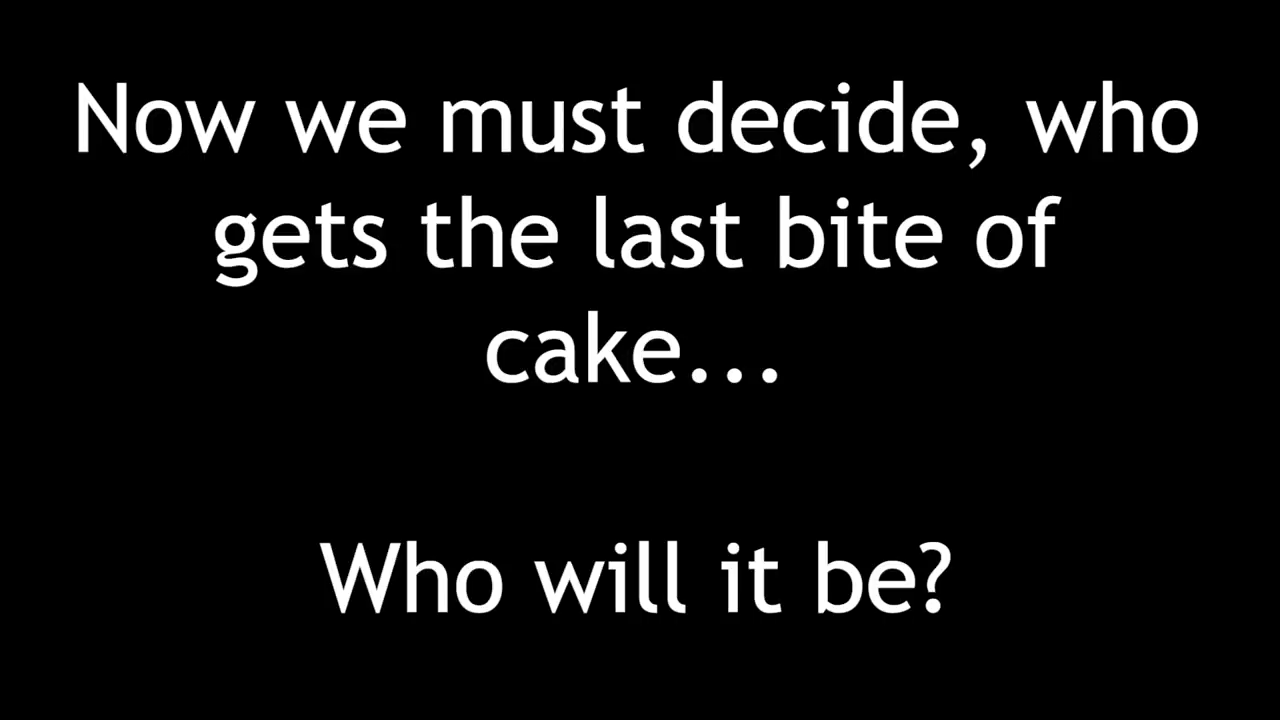 Now we must decide, who
gets the last bite of
cake...
Who will it be?